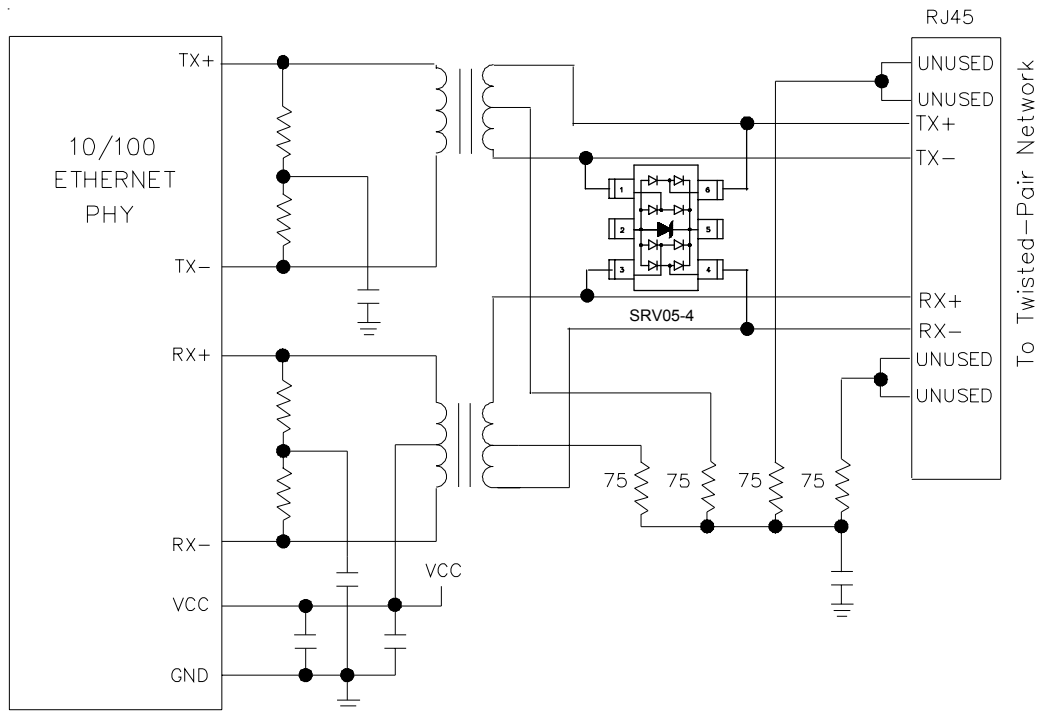 RJ45
TX+
UNUSED
UNUSED
TX+
TX-
10/100
ETHERNET
PHY
1
6
2
5
3
4
TX-
SRV05-4
RX+
RX-
UNUSED
UNUSED
RX+
75
75
75
75
RX-
VCC
VCC
GND
To Twisted-Pair Network